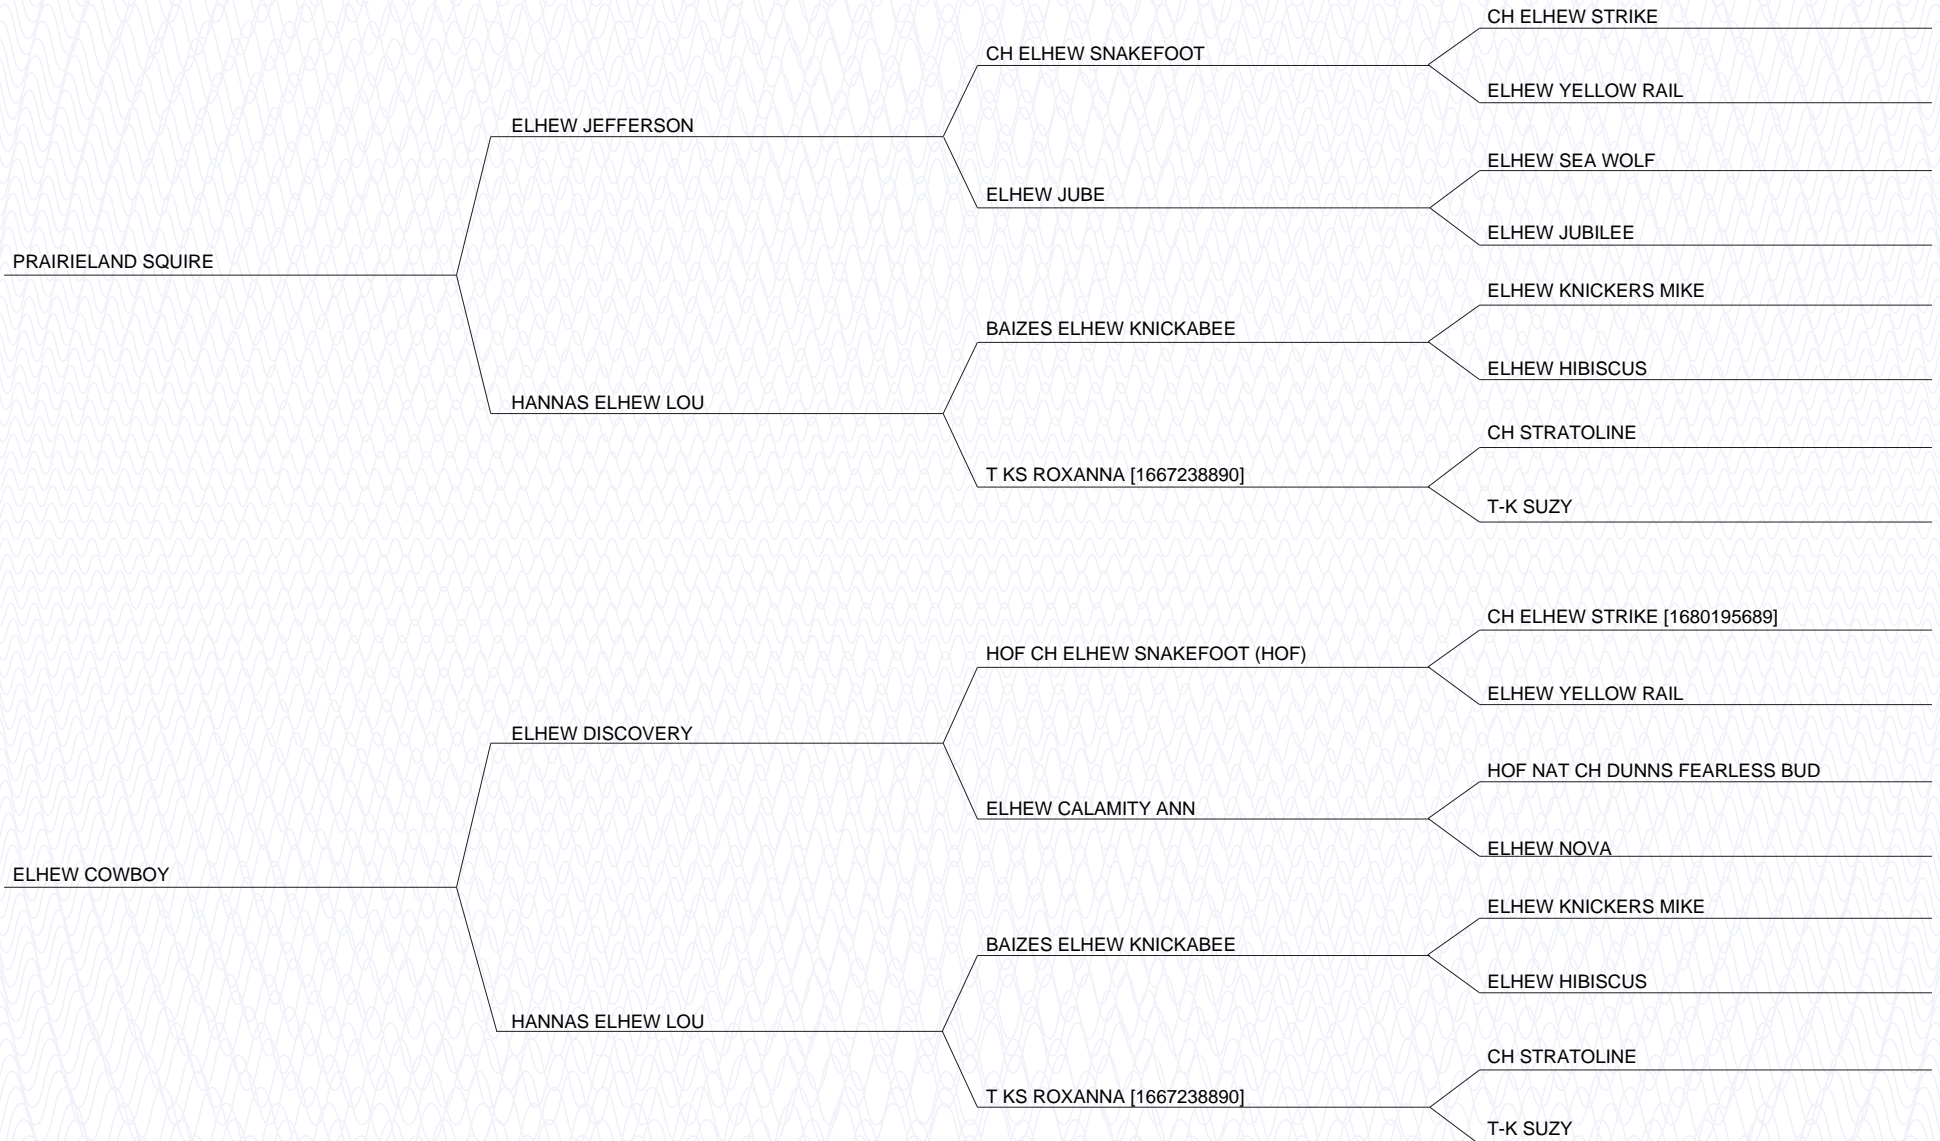 CH ELHEW STRIKE
CH ELHEW SNAKEFOOT
ELHEW YELLOW RAIL
ELHEW JEFFERSON
ELHEW SEA WOLF
ELHEW JUBE
ELHEW JUBILEE
PRAIRIELAND SQUIRE
ELHEW KNICKERS MIKE
BAIZES ELHEW KNICKABEE
ELHEW HIBISCUS
HANNAS ELHEW LOU
CH STRATOLINE
T KS ROXANNA [1667238890]
T-K SUZY
CH ELHEW STRIKE [1680195689]
HOF CH ELHEW SNAKEFOOT (HOF)
ELHEW YELLOW RAIL
ELHEW DISCOVERY
HOF NAT CH DUNNS FEARLESS BUD
ELHEW CALAMITY ANN
ELHEW NOVA
ELHEW COWBOY
ELHEW KNICKERS MIKE
BAIZES ELHEW KNICKABEE
ELHEW HIBISCUS
HANNAS ELHEW LOU
CH STRATOLINE
T KS ROXANNA [1667238890]
T-K SUZY